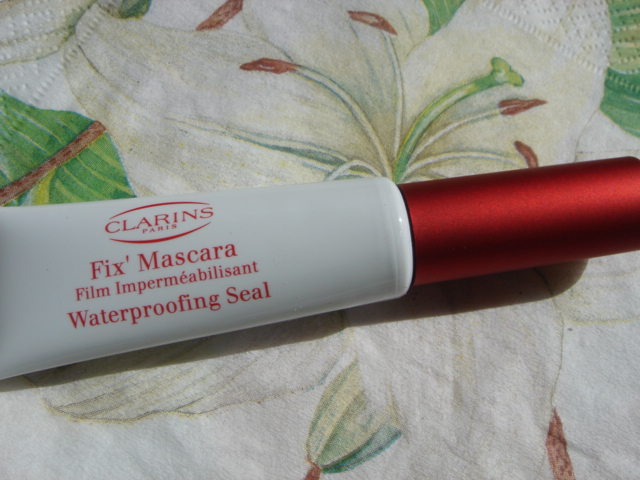 CLARINS
PARIS
Fix' Mascara
Film Imperméabilisant
Waterproofing Seal